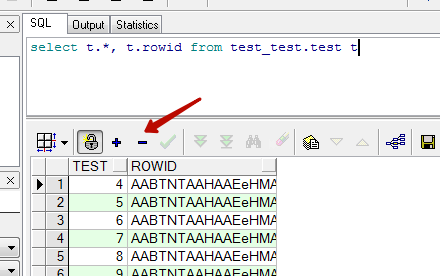 SQL Output Statistics
select t.*, t.rowid from test_test.test t
TEST ROWID
1 4 AABTNTAAHAAEeHMA
2 5 AABTNTAAHAAEeHMA
3 6 AABTNTAAHAAEeHMA
4 7 AABTNTAAHAAEeHMA
5 8 AABTNTAAHAAEeHMA
6 9 AABTNTAAHAAEeHMA